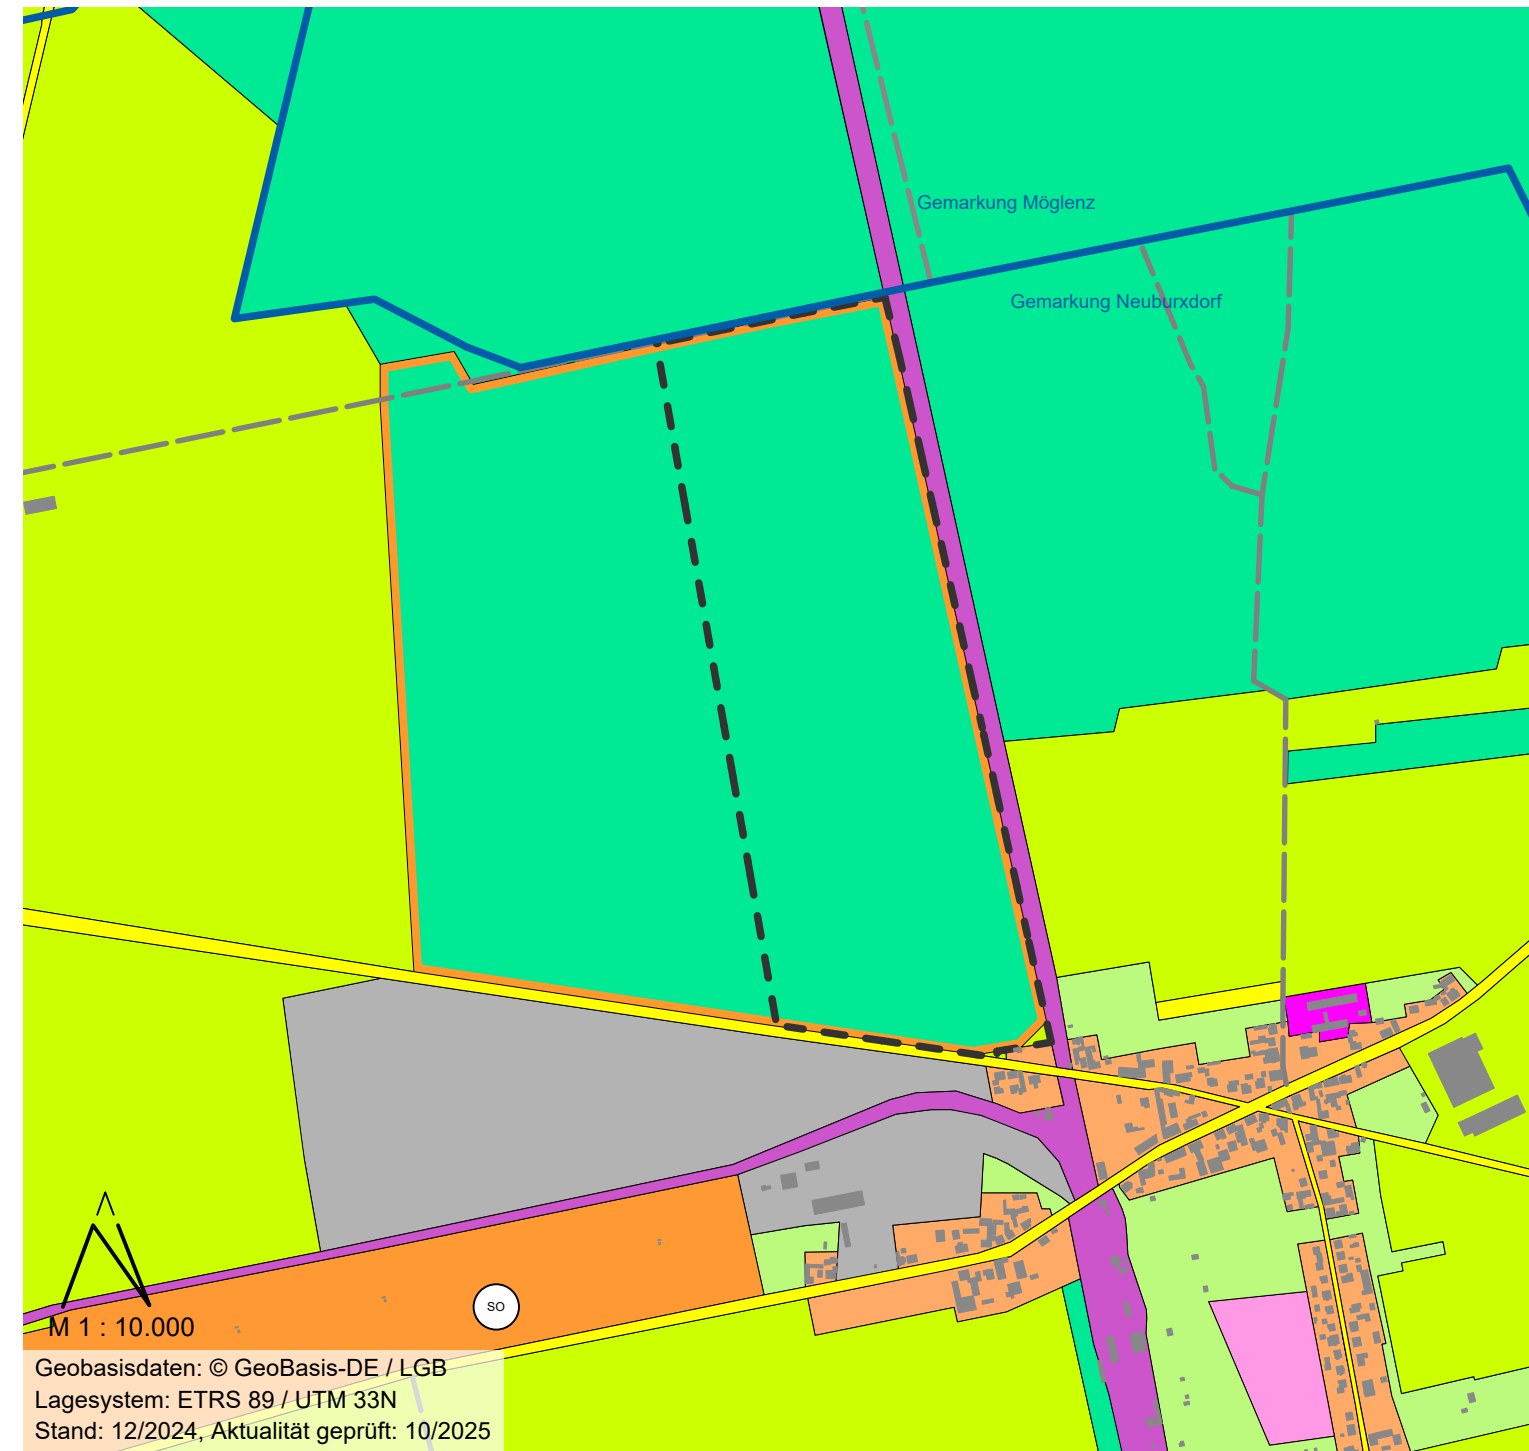 Gemarkung Möglenz
Gemarkung Neuburxdorf
SO
M 1 : 10.000
Geobasisdaten: © GeoBasis-DE / LGB
Lagesystem: ETRS 89 / UTM 33N
Stand: 12/2024, Aktualität geprüft: 10/2025